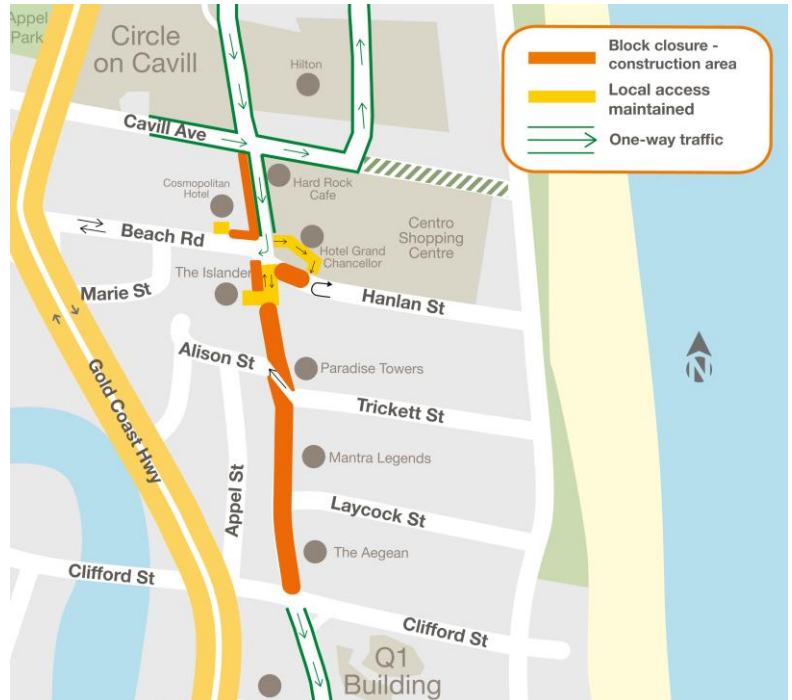 Appel
Park
Circle
on Cavill
Hilton
Block closure -
construction area
Local access
maintained
One-way traffic
Cavill Ave
Cosmopolitan
Hotel
Hard Rock
Cafe
Beach Rd
Centro
Shopping
Centre
Hotel Grand
Chancellor
The Islander
Marie St
Hanlan St
Alison St
Paradise Towers
Trickett St
Gold Coast Hwy
N
Mantra Legends
Appel St
Laycock St
The Aegean
Clifford St
Clifford St
Q1
Building